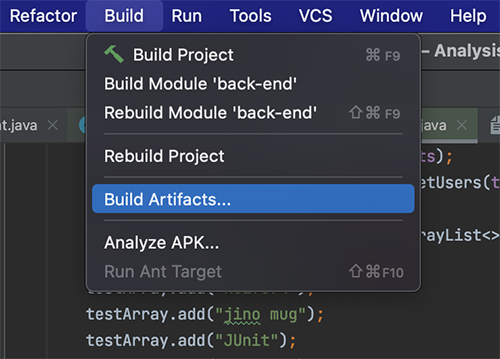 Refactor Build Run Tools VCS Window Help
Build Project ⌘F9
– Analysis
Build Module 'back-end'
Rebuild Module 'back-end' ⇧⌘F9
t.java ×
java ×
Rebuild Project
ts);
etUsers(t
Build Artifacts...
rayList<>
Analyze APK...
Run Ant Target ⇧⌘F10
testArray.add(
testArray.add("jino mug");
testArray.add("JUnit");